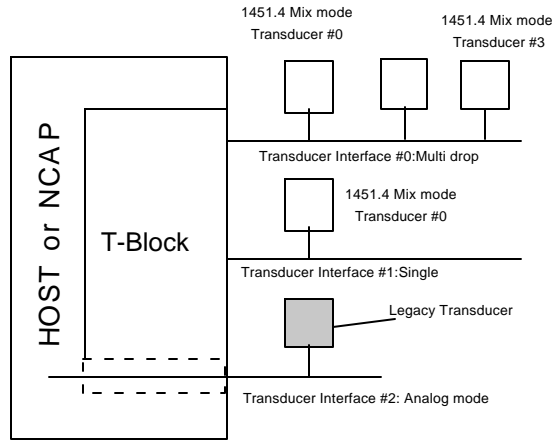 1451.4 Mix mode
Transducer #0
1451.4 Mix mode
Transducer #3
Transducer Interface #0:Multi drop
1451.4 Mix mode
Transducer #0
HOST or NCAP
T-Block
Transducer Interface #1:Single
Legacy Transducer
Transducer Interface #2: Analog mode